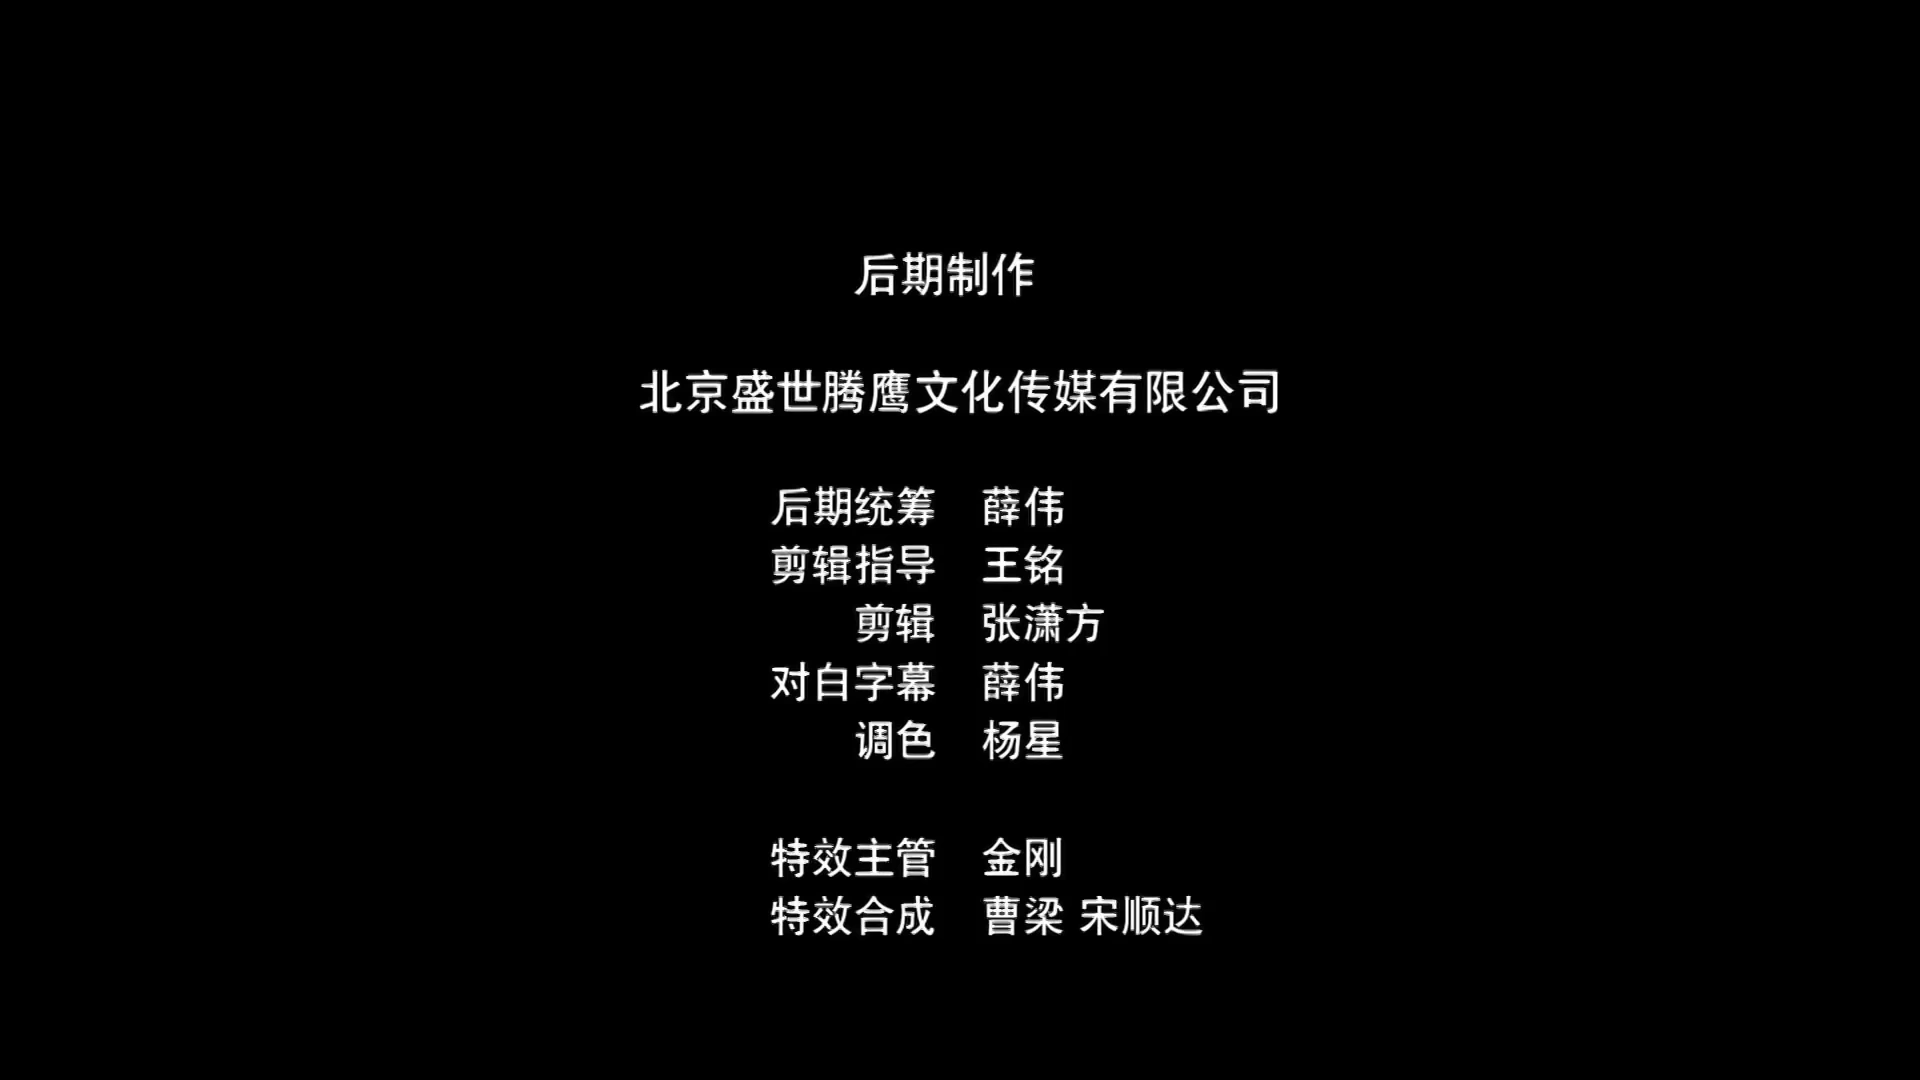 后期制作
北京盛世腾鹰文化传媒有限公司
后期统筹 薛伟
剪辑指导 王铭
剪辑 张潇方
对白字幕 薛伟
调色 杨星
特效主管 金刚
特效合成 曹梁 宋顺达